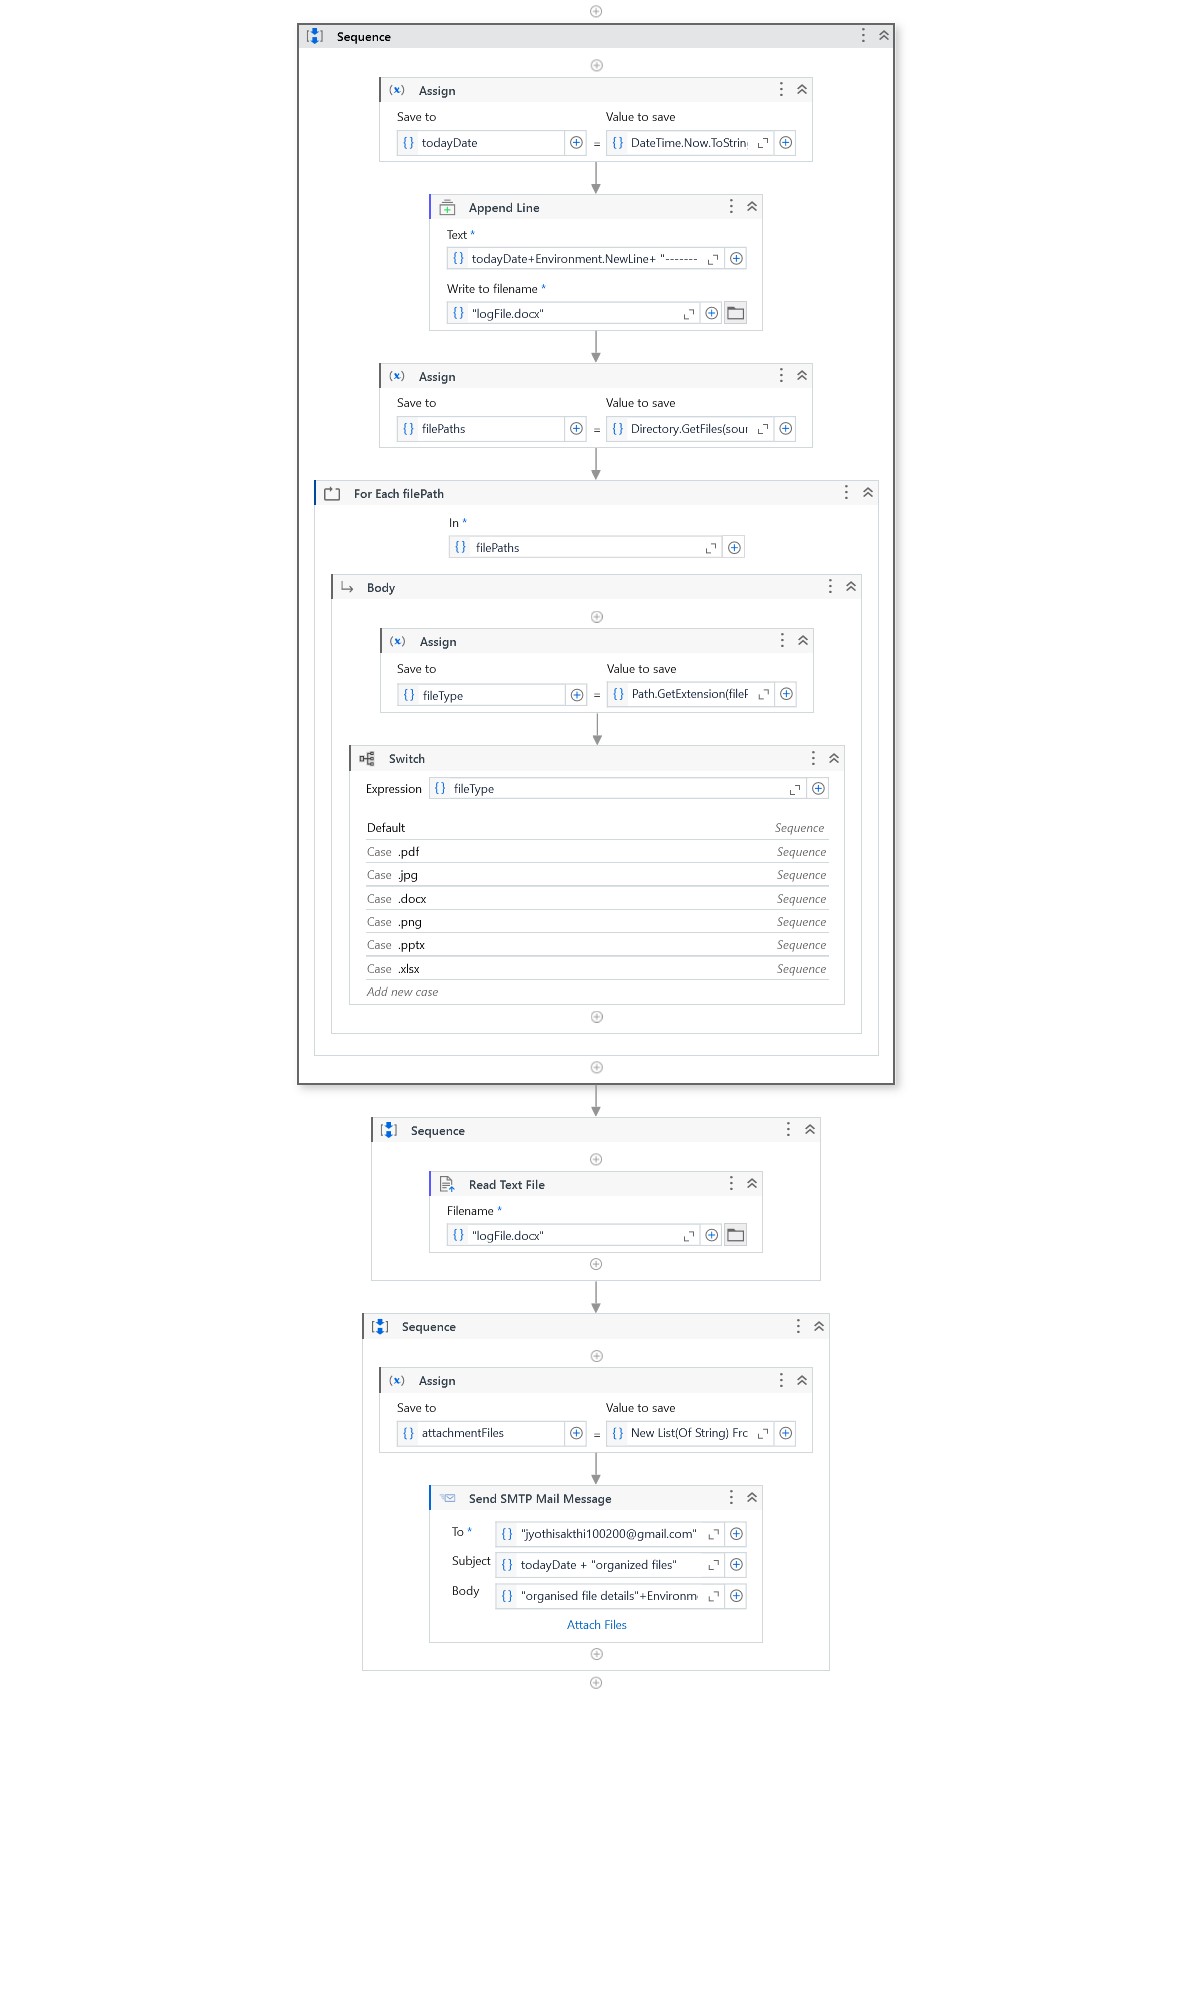 Sequence
(x) Assign
Save to Value to save
{} todayDate = {} DateTime.Now.ToStrin
Append Line
Text *
{} todayDate+Environment.NewLine+ "-------
Write to filename *
{} "logFile.docx"
(x) Assign
Save to Value to save
{} filePaths = {} Directory.GetFiles(sour
For Each filePath
In *
{} filePaths
Body
(x) Assign
Save to Value to save
{} fileType = {} Path.GetExtension(fileP
Switch
Expression {} fileType
Default Sequence
Case .pdf Sequence
Case .jpg Sequence
Case .docx Sequence
Case .png Sequence
Case .pptx Sequence
Case .xlsx Sequence
Add new case
Sequence
Read Text File
Filename *
{} "logFile.docx"
Sequence
(x) Assign
Save to Value to save
{} attachmentFiles = {} New List(Of String) Frc
Send SMTP Mail Message
To * {} "jyothisakthi100200@gmail.com"
Subject {} todayDate + "organized files"
Body {} "organised file details"+Environm
Attach Files